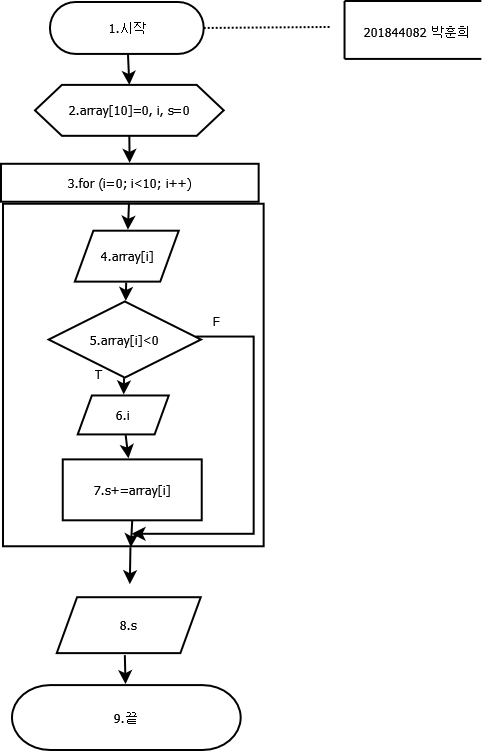 1.시작
201844082 박훈희
2.array[10]=0, i, s=0
3.for (i=0; i<10; i++)
4.array[i]
5.array[i]<0
F
T
6.i
7.s+=array[i]
8.s
9.끝